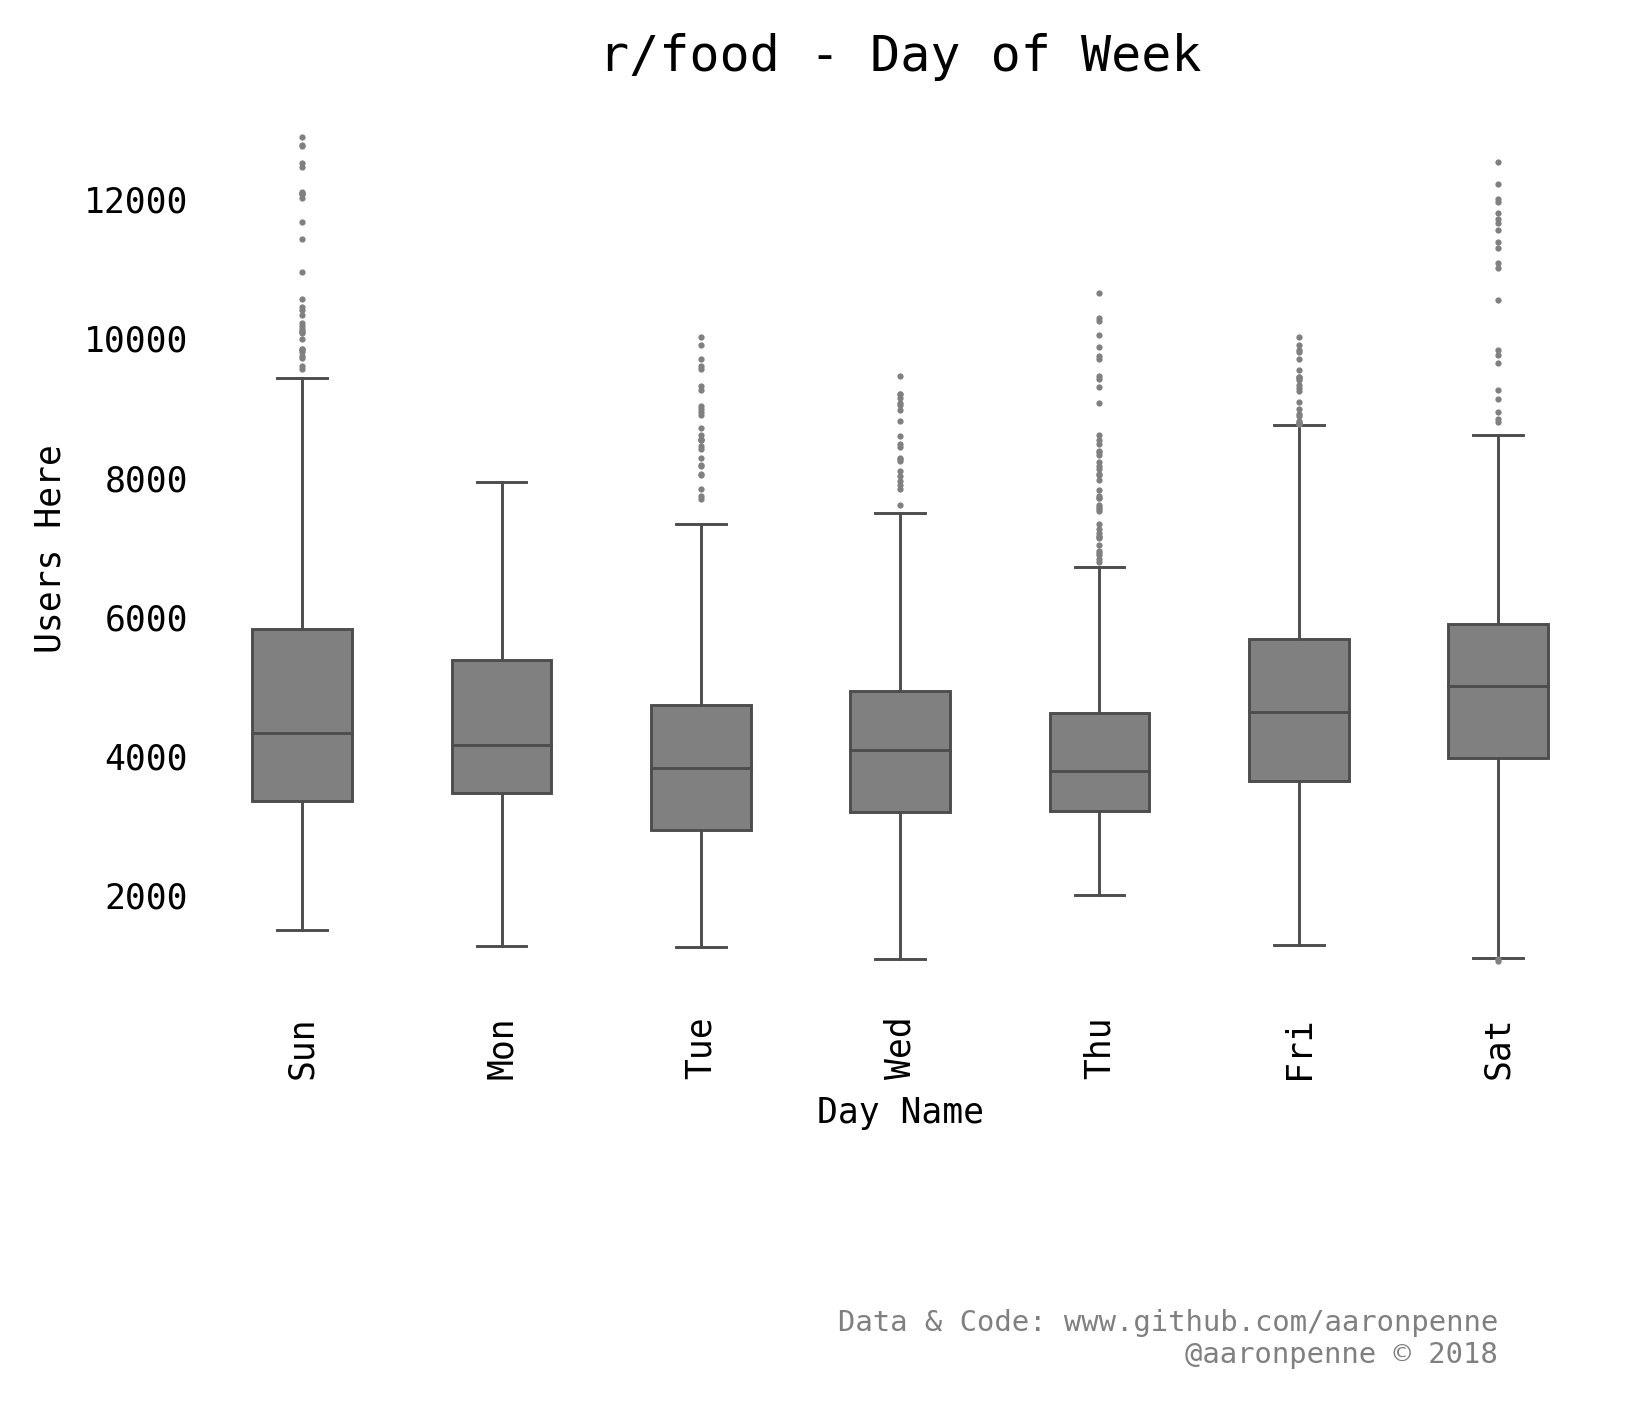 r/food - Day of Week
12000
10000
8000
6000
4000
2000
Users Here
Sun
Mon
Tue
Wed
Thu
Fri
Sat
Day Name
Data & Code: www.github.com/aaronpenne
@aaronpenne © 2018